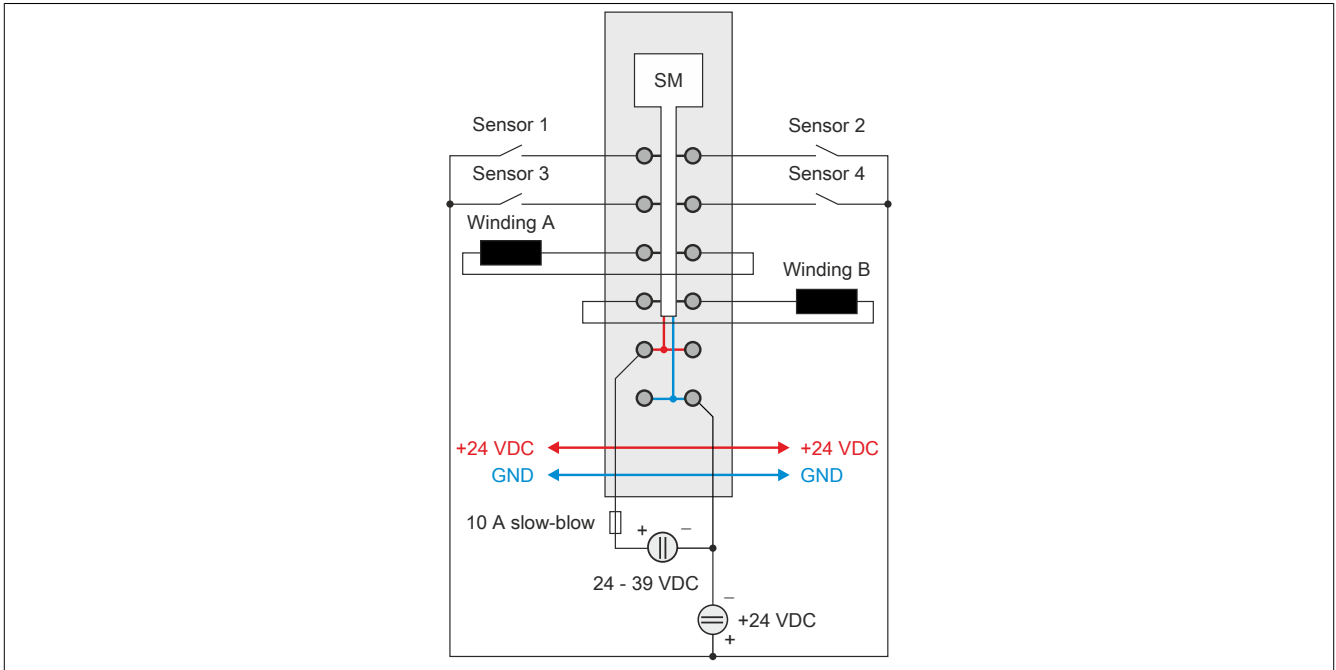 SM
Sensor 1
Sensor 2
Sensor 3
Sensor 4
Winding A
Winding B
+24 VDC
+24 VDC
GND
GND
10 A slow-blow
+
–
24 - 39 VDC
–
+24 VDC
+